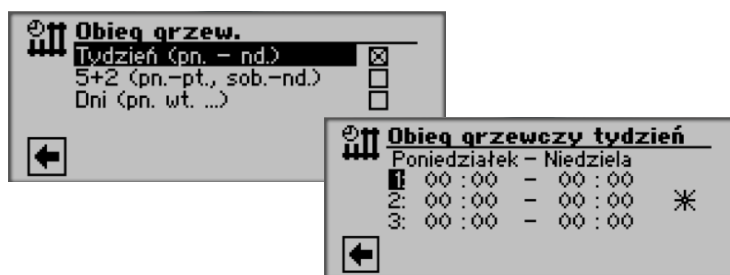 Obieg grzew.
Tydzień (pn. – nd.)
5+2 (pn.–pt., sob.–nd.)
Dni (pn. wt. ...)
Obieg grzewczy tydzień
Poniedziałek – Niedziela
1: 00 : 00 – 00 : 00
2: 00 : 00 – 00 : 00
3: 00 : 00 – 00 : 00